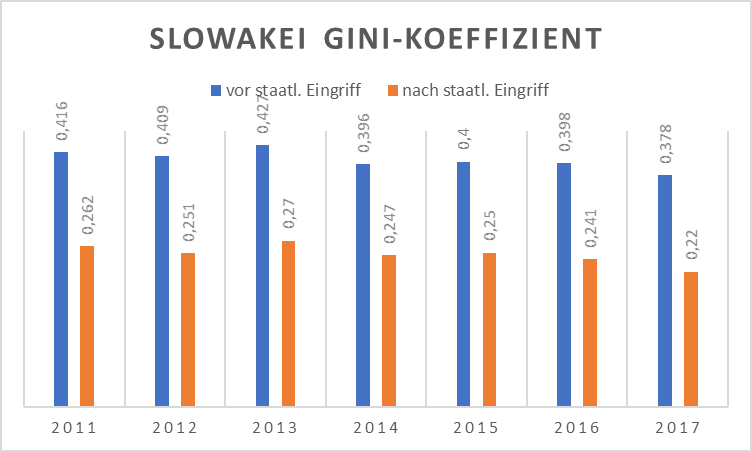 SLOWAKEI GINI-KOEFFIZIENT
vor staatl. Eingriff nach staatl. Eingriff
0,416 0,262 0,409 0,251 0,427 0,27 0,396 0,247 0,4 0,25 0,398 0,241 0,378 0,22
2011 2012 2013 2014 2015 2016 2017